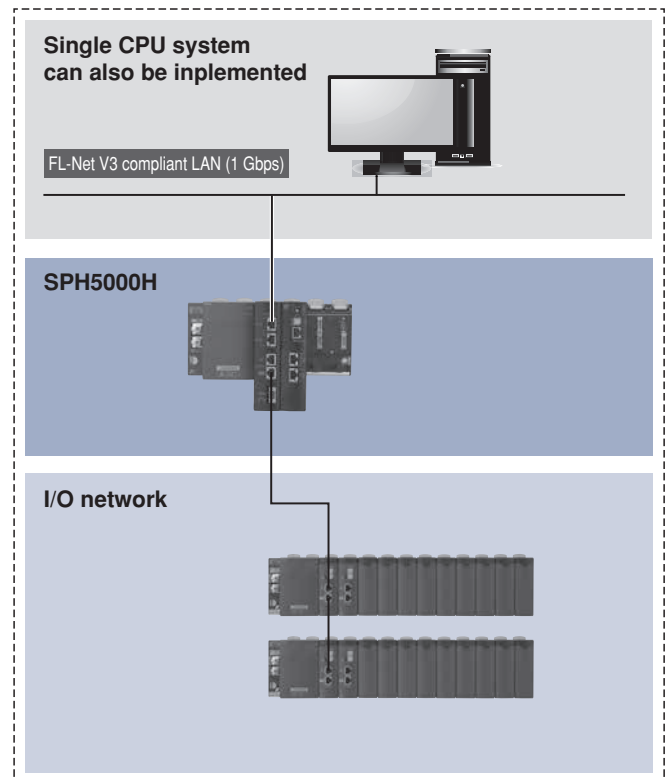 Single CPU system
can also be inplemented
FL-Net V3 compliant LAN (1 Gbps)
SPH5000H
I/O network